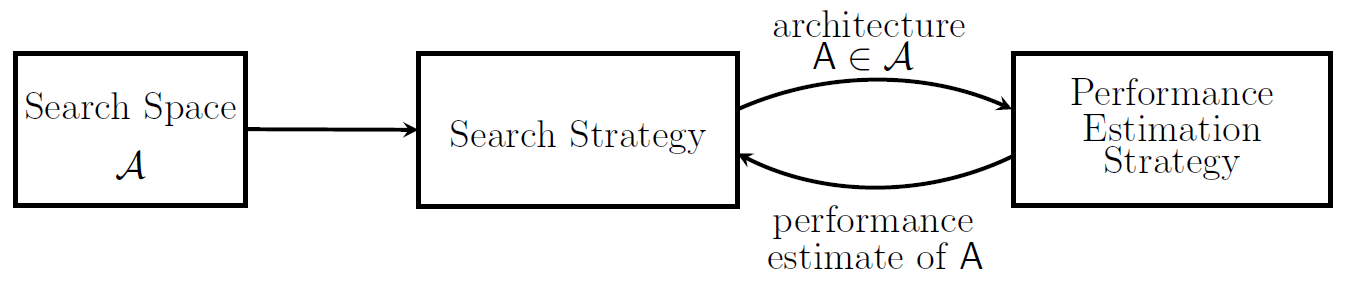 Search Space
𝒜
Search Strategy
architecture
A ∈ 𝒜
performance
estimate of A
Performance
Estimation
Strategy